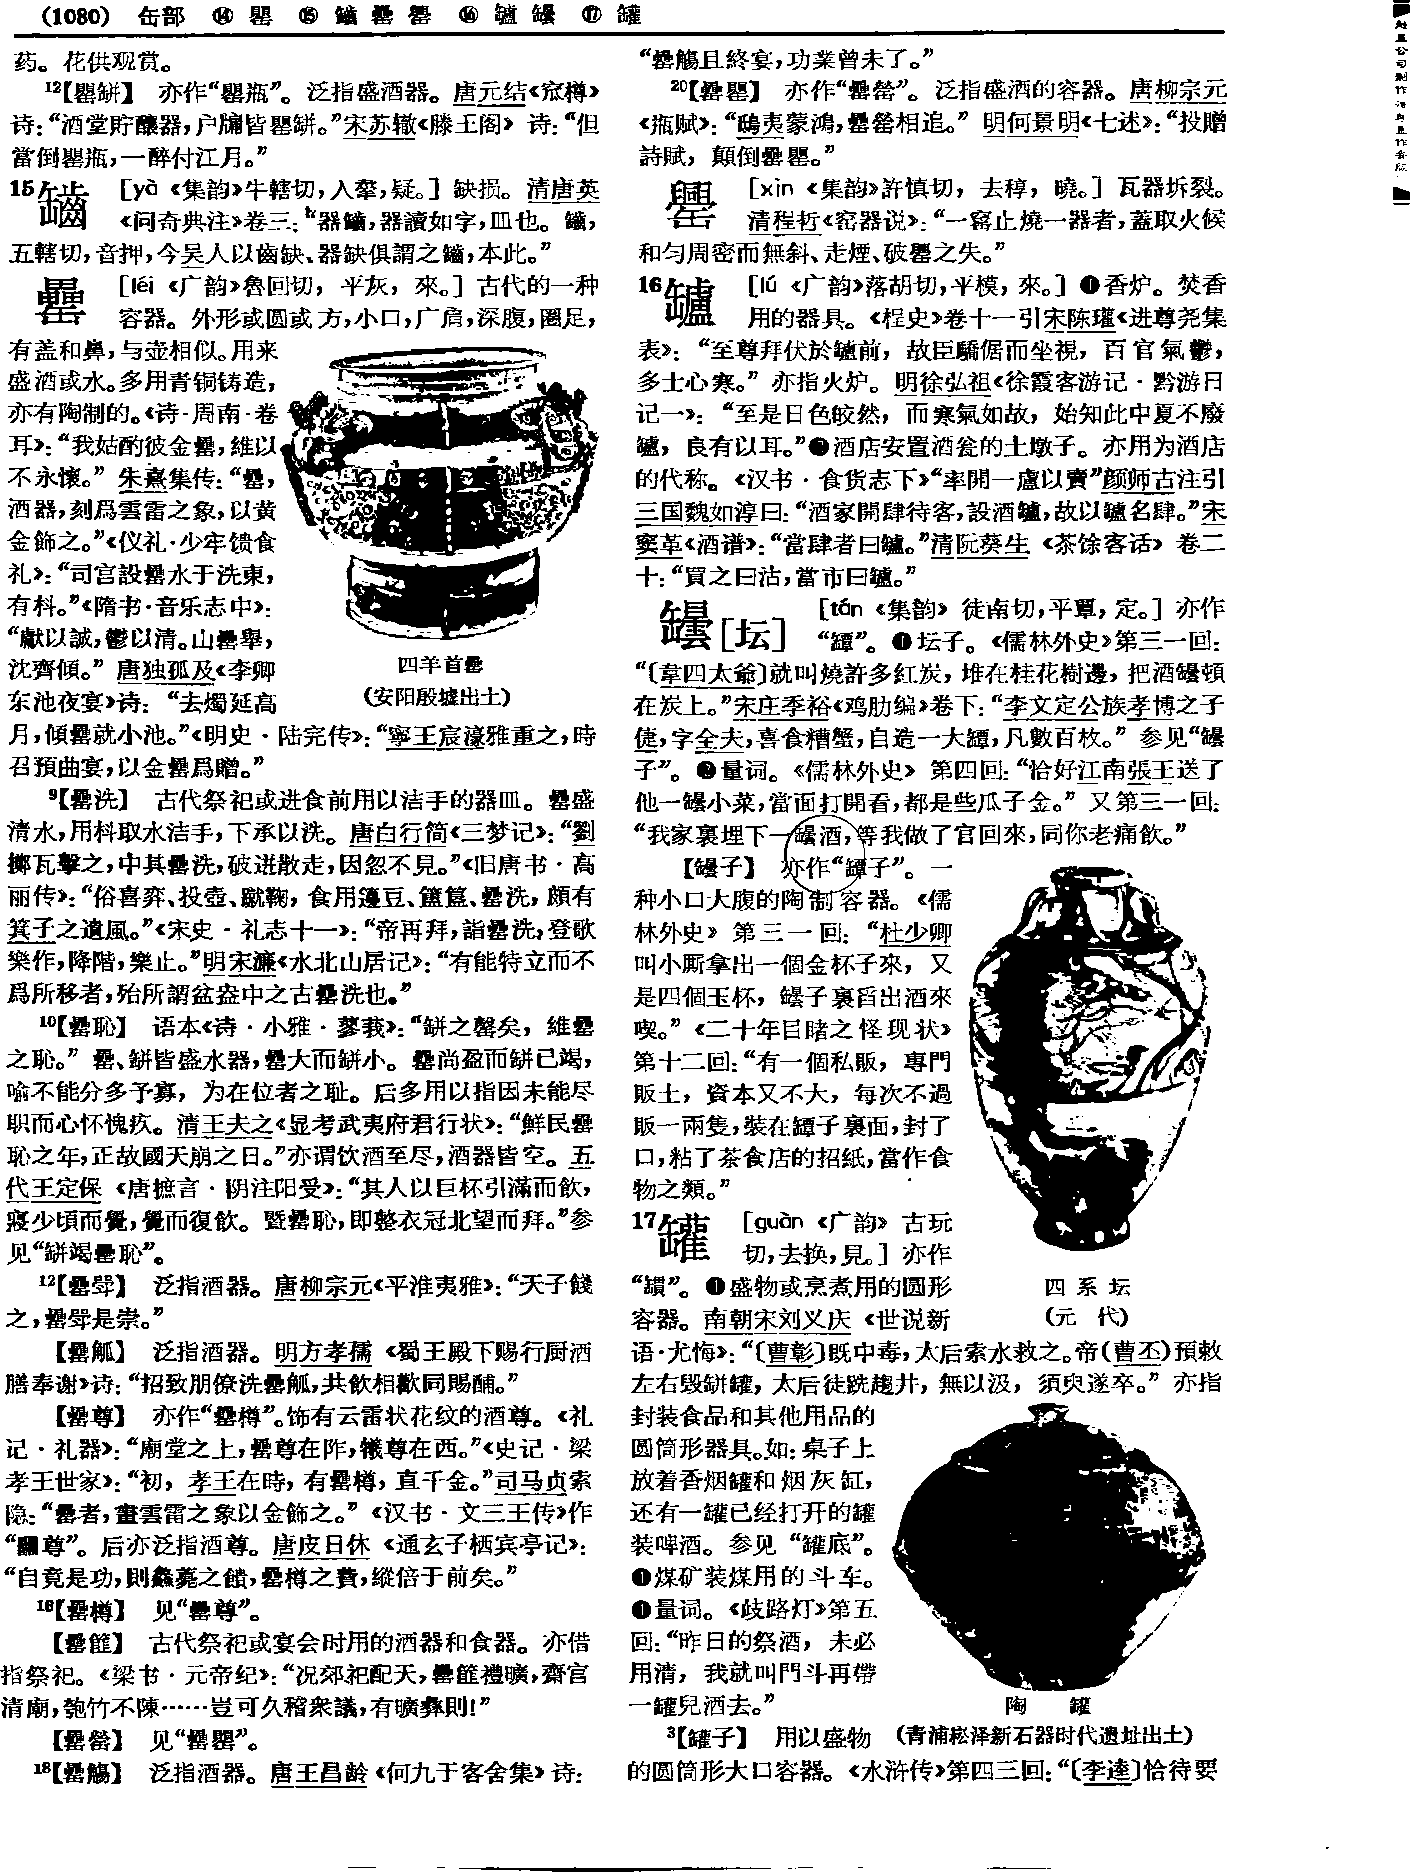 (1080) 缶部 ⑭ 罌 ⑮ 䥷 罍 釁 ⑯ 罏 罎 ⑰ 罐
药。花供观赏。
12【罌缾】 亦作“罌瓶”。泛指盛酒器。唐元结《窊樽》
诗：“酒堂貯釀器，户牖皆罌缾。”宋苏辙《滕王阁》诗：“但
當倒罌瓶，一醉付江月。”
15 [yà 《集韵》牛轄切，入舝，疑。] 缺损。清唐英
《问奇典注》卷三：“器，器讀如字，皿也。，
五轄切，音押，今吴人以齒缺、器缺俱謂之，本此。”
罍 [léi 《广韵》魯回切，平灰，來。] 古代的一种
容器。外形或圆或方，小口，广肩，深腹，圈足，
有盖和鼻，与壶相似。用来
盛酒或水。多用青铜铸造，
亦有陶制的。《诗·周南·卷
耳》：“我姑酌彼金罍，維以
不永懷。” 朱熹集传：“罍，
酒器，刻爲雲雷之象，以黄
金飾之。”《仪礼·少牢馈食
礼》：“司宫設罍水于洗東，
有枓。”《隋书·音乐志中》：
“獻以誠，鬱以清。山罍舉，
沈齊傾。” 唐独孤及《李卿
东池夜宴》诗： “去燭延高
月，傾罍就小池。”《明史·陆完传》：“寧王宸濠雅重之，時
召預曲宴，以金罍爲贈。”
四羊首罍
（安阳殷墟出土）
9【罍洗】 古代祭祀或进食前用以洁手的器皿。罍盛
清水，用枓取水洁手，下承以洗。唐白行简《三梦记》：“劉
擲瓦擊之，中其罍洗，破迸散走，因忽不見。”《旧唐书·高
丽传》：“俗喜弈、投壺、蹴鞠，食用籩豆、簠簋、罍洗，頗有
箕子之遺風。”《宋史·礼志十一》：“帝再拜，詣罍洗，登歌
樂作，降階，樂止。”明宋濂《水北山居记》：“有能特立而不
爲所移者，殆所謂盆盎中之古罍洗也。”
10【罍恥】 语本《诗·小雅·蓼莪》：“缾之罄矣，維罍
之恥。” 罍、缾皆盛水器，罍大而缾小。罍尚盈而缾已竭，
喻不能分多予寡，为在位者之耻。后多用以指因未能尽
职而心怀愧疚。清王夫之《显考武夷府君行状》：“鮮民罍
恥之年，正故國天崩之日。”亦谓饮酒至尽，酒器皆空。五
代王定保《唐摭言·阴注阳受》：“其人以巨杯引滿而飲，
寢少頃而覺，覺而復飲。暨罍恥，即整衣冠北望而拜。”参
见“缾竭罍恥”。
12【罍斝】 泛指酒器。唐柳宗元《平淮夷雅》：“天子餞
之，罍斝是崇。”
【罍觚】 泛指酒器。明方孝孺《蜀王殿下赐行厨酒
膳奉谢》诗：“招致朋僚洗罍觚，共飲相歡同賜酺。”
【罍尊】 亦作“罍樽”。饰有云雷状花纹的酒尊。《礼
记·礼器》：“廟堂之上，罍尊在阼，犧尊在西。”《史记·梁
孝王世家》：“初，孝王在時，有罍樽，直千金。”司马贞索
隐：“罍者，畫雲雷之象以金飾之。”《汉书·文三王传》作
“尊”。后亦泛指酒尊。唐皮日休《通玄子栖宾亭记》：
“自竟是功，則蠡薧之饋，罍樽之費，縱倍于前矣。”
16【罍樽】 见“罍尊”。
【罍篚】 古代祭祀或宴会时用的酒器和食器。亦借
指祭祀。《梁书·元帝纪》：“况郊祀配天，罍篚禮曠，齋宫
清廟，匏竹不陳……豈可久稽衆議，有曠彝則！”
【罍罃】 见“罍罌”。
18【罍觴】 泛指酒器。唐王昌龄《何九于客舍集》诗：
“罍觴且終宴，功業曾未了。”
20【罍罌】 亦作“罍罃”。泛指盛酒的容器。唐柳宗元
《瓶赋》：“鴟夷蒙鴻，罍罃相追。” 明何景明《七述》：“投贈
詩賦，顛倒罍罌。”
[xìn 《集韵》許慎切，去稕，曉。] 瓦器坼裂。
清程哲《窑器说》：“一窰止燒一器者，蓋取火候
和匀周密而無斜、走煙、破之失。”
16罏 [lú 《广韵》落胡切，平模，來。] ❶香炉。焚香
用的器具。《桯史》卷十一引宋陈瓘《进尊尧集
表》：“至尊拜伏於罏前，故臣驕倨而坐視，百官氣鬱，
多士心寒。” 亦指火炉。明徐弘祖《徐霞客游记·黔游日
记一》：“至是日色皎然，而寒氣如故，始知此中夏不廢
罏，良有以耳。”❷酒店安置酒瓮的土墩子。亦用为酒店
的代称。《汉书·食货志下》“率開一盧以賣”颜师古注引
三国魏如淳曰：“酒家開肆待客，設酒罏，故以罏名肆。”宋
窦革《酒谱》：“當肆者曰罏。”清阮葵生《茶馀客话》卷二
十：“買之曰沽，當市曰罏。”
罎[坛] [tán 《集韵》徒南切，平覃，定。] 亦作
“罈”。❶坛子。《儒林外史》第三一回：
“〔韋四太爺〕就叫燒許多紅炭，堆在桂花樹邊，把酒罎頓
在炭上。”宋庄季裕《鸡肋编》卷下：“李文定公族孝博之子
倢，字全夫，喜食糟蟹，自造一大罈，凡數百枚。” 参见“罎
子”。❷量词。《儒林外史》第四回：“恰好江南張王送了
他一罎小菜，當面打開看，都是些瓜子金。” 又第三一回：
“我家裏埋下一罎酒，等我做了官回來，同你老痛飲。”
【罎子】 亦作“罈子”。一
种小口大腹的陶制容器。《儒
林外史》第三一回：“杜少卿
叫小厮拿出一個金杯子來，又
是四個玉杯，罎子裏舀出酒來
喫。”《二十年目睹之怪现状》
第十二回：“有一個私販，專門
販土，資本又不大，每次不過
販一兩隻，裝在罈子裏面，封了
口，粘了茶食店的招紙，當作食
物之類。”
四系坛
（元 代）
17罐 [guàn 《广韵》古玩
切，去换，見。] 亦作
“鑵”。❶盛物或烹煮用的圆形
容器。南朝宋刘义庆《世说新
语·尤悔》：“〔曹彰〕既中毒，太后索水救之。帝(曹丕)預敕
左右毁缾罐，太后徒跣趨井，無以汲，須臾遂卒。” 亦指
封装食品和其他用品的
圆筒形器具。如：桌子上
放着香烟罐和烟灰缸，
还有一罐已经打开的罐
装啤酒。参见“罐底”。
❶煤矿装煤用的斗车。
❶量词。《歧路灯》第五
回：“昨日的祭酒，未必
用清，我就叫門斗再帶
一罐兒酒去。”
陶 罐
（青浦崧泽新石器时代遗址出土）
3【罐子】 用以盛物
的圆筒形大口容器。《水浒传》第四三回：“〔李逵〕恰待要